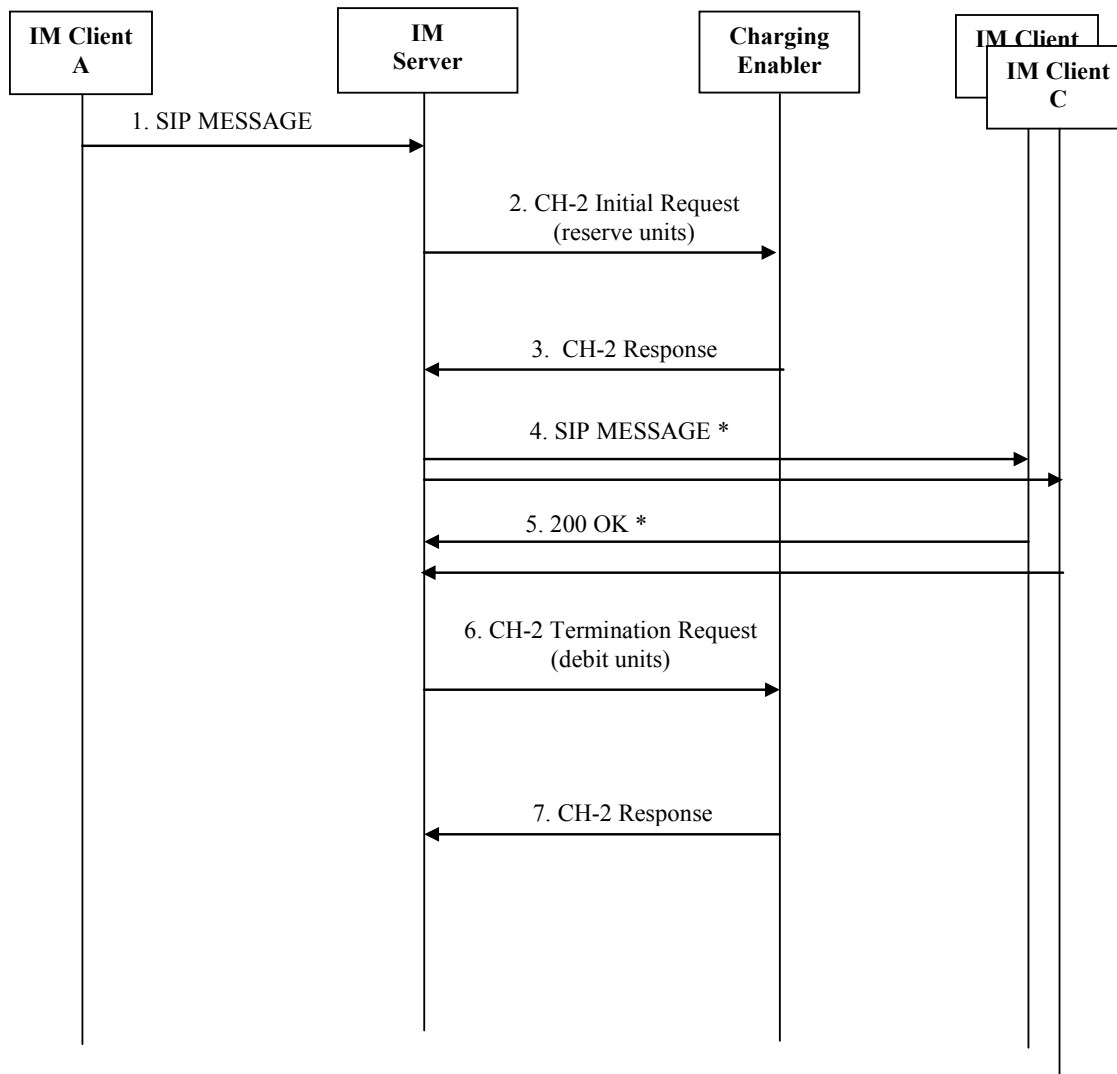 IM Client
A
IM
Server
Charging
Enabler
IM Client
IM Client
C
1. SIP MESSAGE
2. CH-2 Initial Request
(reserve units)
3. CH-2 Response
4. SIP MESSAGE *
5. 200 OK *
6. CH-2 Termination Request
(debit units)
7. CH-2 Response